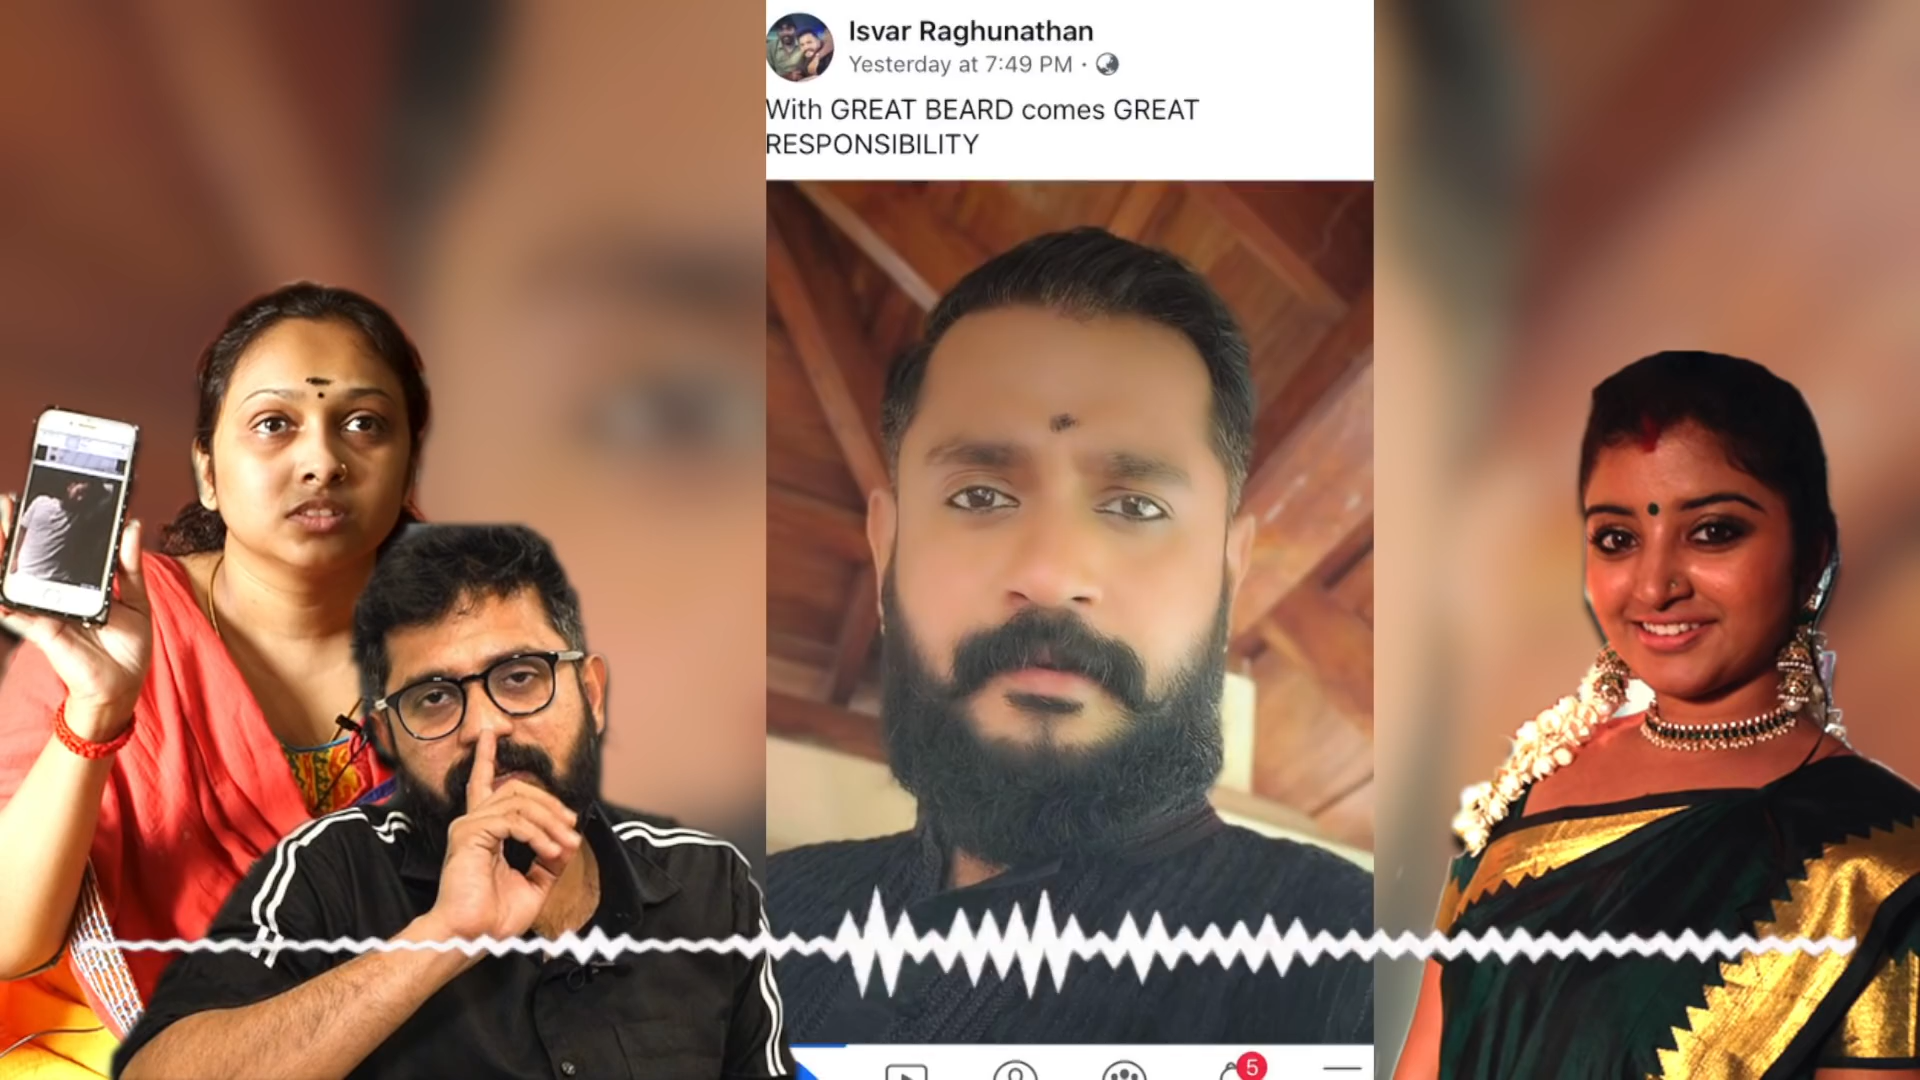 Isvar Raghunathan
Yesterday at 7:49 PM ·
With GREAT BEARD comes GREAT
RESPONSIBILITY
5